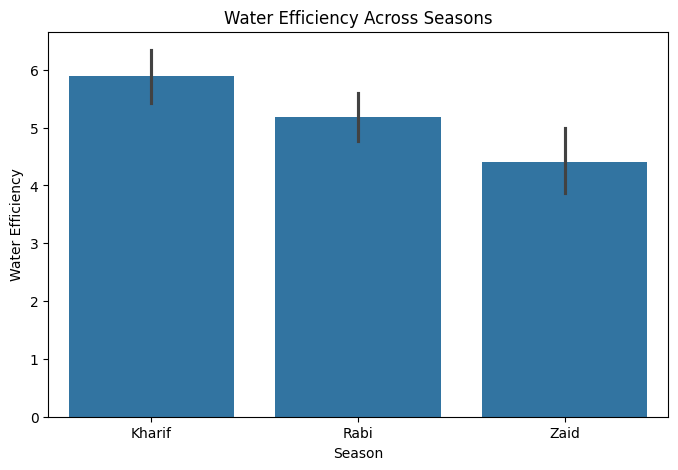 Water Efficiency Across Seasons
Water Efficiency
6
5
4
3
2
1
0
Kharif Rabi Zaid
Season